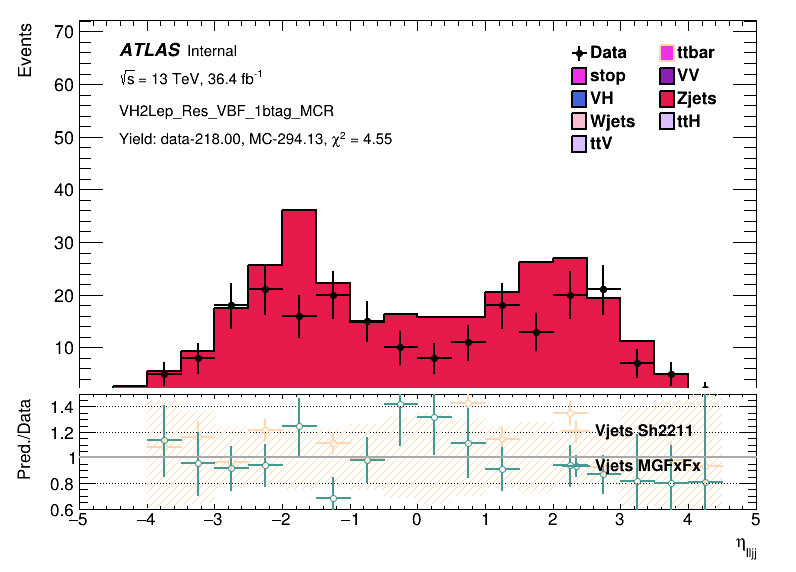 Events
70
60
50
40
30
20
10
ATLAS Internal
√s = 13 TeV, 36.4 fb⁻¹
VH2Lep_Res_VBF_1btag_MCR
Yield: data-218.00, MC-294.13, χ² = 4.55
Data
ttbar
stop
VV
VH
Zjets
Wjets
ttH
ttV
Pred./Data
1.4
1.2
1
0.8
0.6
Vjets Sh2211
Vjets MGFxFx
−5 −4 −3 −2 −1 0 1 2 3 4 5
η_lljj